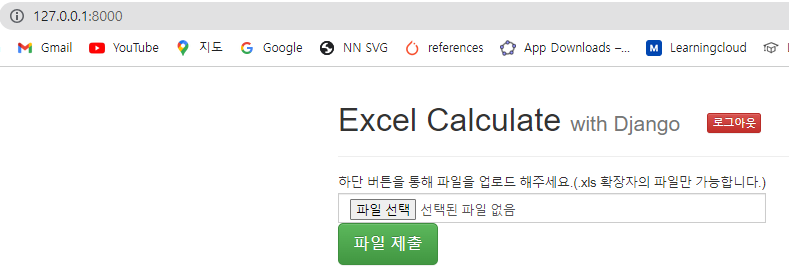 127.0.0.1:8000
Gmail YouTube 지도 Google NN SVG references App Downloads –... Learningcloud
Excel Calculate with Django 로그아웃
하단 버튼을 통해 파일을 업로드 해주세요.(.xls 확장자의 파일만 가능합니다.)
파일 선택 선택된 파일 없음
파일 제출